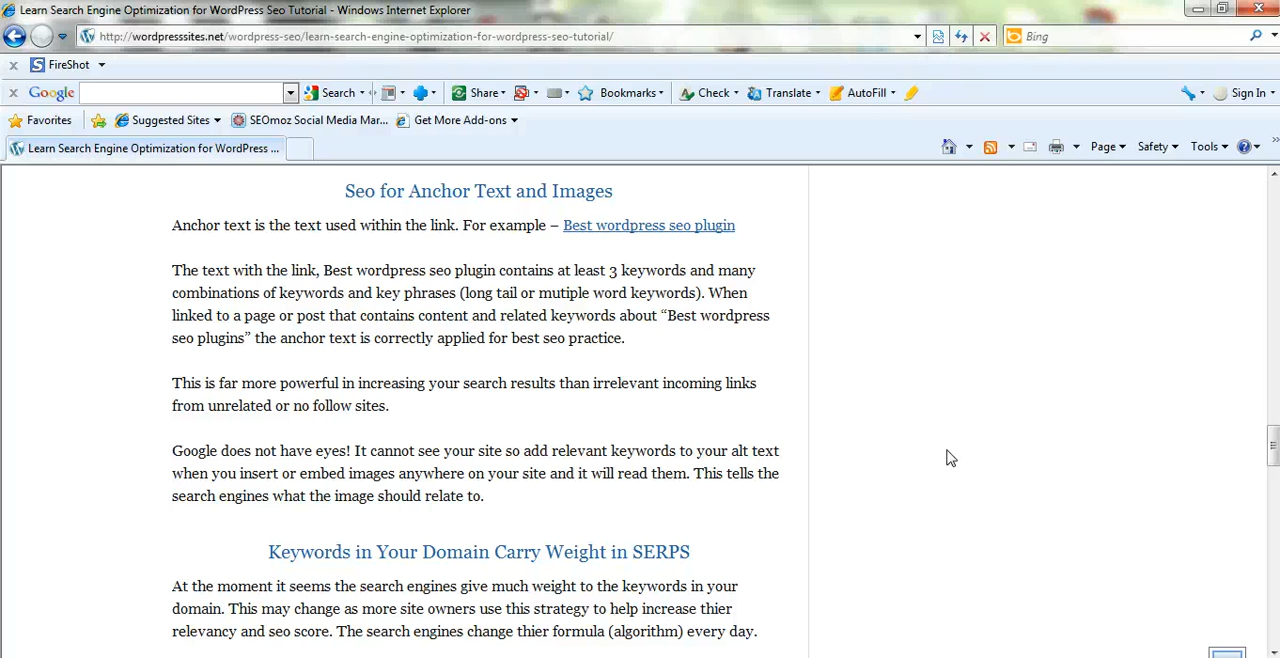 Learn Search Engine Optimization for WordPress Seo Tutorial - Windows Internet Explorer
http://wordpresssites.net/wordpress-seo/learn-search-engine-optimization-for-wordpress-seo-tutorial/
Bing
x FireShot
x Google Search Share Bookmarks Check Translate AutoFill Sign In
Favorites Suggested Sites SEOmoz Social Media Mar... Get More Add-ons
Learn Search Engine Optimization for WordPress ... Page Safety Tools
Seo for Anchor Text and Images
Anchor text is the text used within the link. For example – Best wordpress seo plugin
The text with the link, Best wordpress seo plugin contains at least 3 keywords and many
combinations of keywords and key phrases (long tail or mutiple word keywords). When
linked to a page or post that contains content and related keywords about “Best wordpress
seo plugins” the anchor text is correctly applied for best seo practice.
This is far more powerful in increasing your search results than irrelevant incoming links
from unrelated or no follow sites.
Google does not have eyes! It cannot see your site so add relevant keywords to your alt text
when you insert or embed images anywhere on your site and it will read them. This tells the
search engines what the image should relate to.
Keywords in Your Domain Carry Weight in SERPS
At the moment it seems the search engines give much weight to the keywords in your
domain. This may change as more site owners use this strategy to help increase thier
relevancy and seo score. The search engines change thier formula (algorithm) every day.